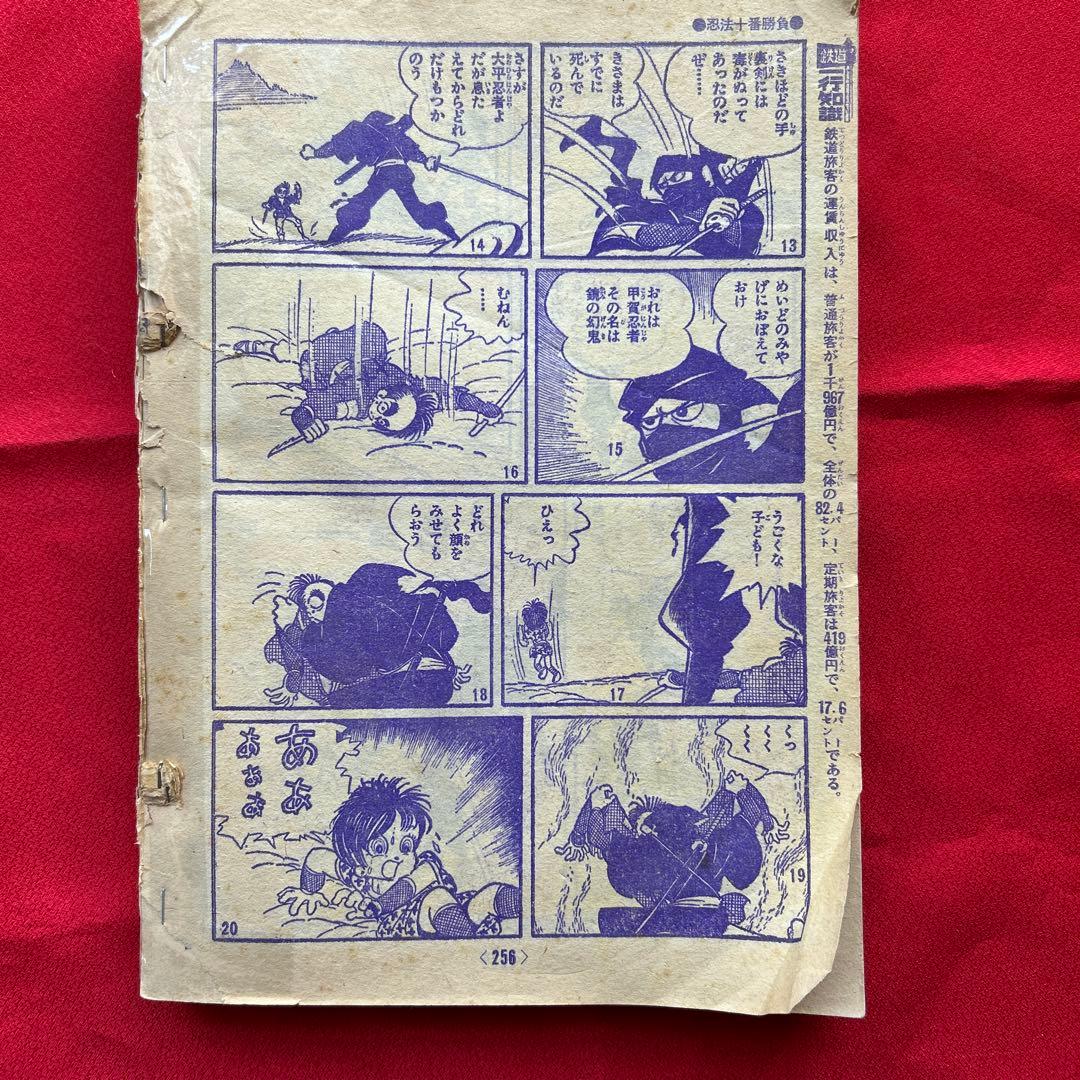 ●忍法十番勝負●
鉄道一行知識
鉄道旅客の運賃収入は、普通旅客が1千967億円で、全体の82.4パーセント、定期旅客は419億円で、17.6パーセントである。
さきほどの手
裏剣には
毒がぬって
あったのだ
ぜ……
きさまは
すでに
死んで
いるのだ
13
さすが
大平忍者よ
だが息た
えてからどれ
だけもつか
のう
14
めいどのみや
げにおぼえて
おけ
おれは
甲賀忍者
その名は
鏡の幻鬼
15
むねん
……
16
うごくな
子ども!
ひえっ
17
どれ
よく顔を
みせても
らおう
18
くっ
くく
19
あぁ
あぁぁ
20
〈256〉